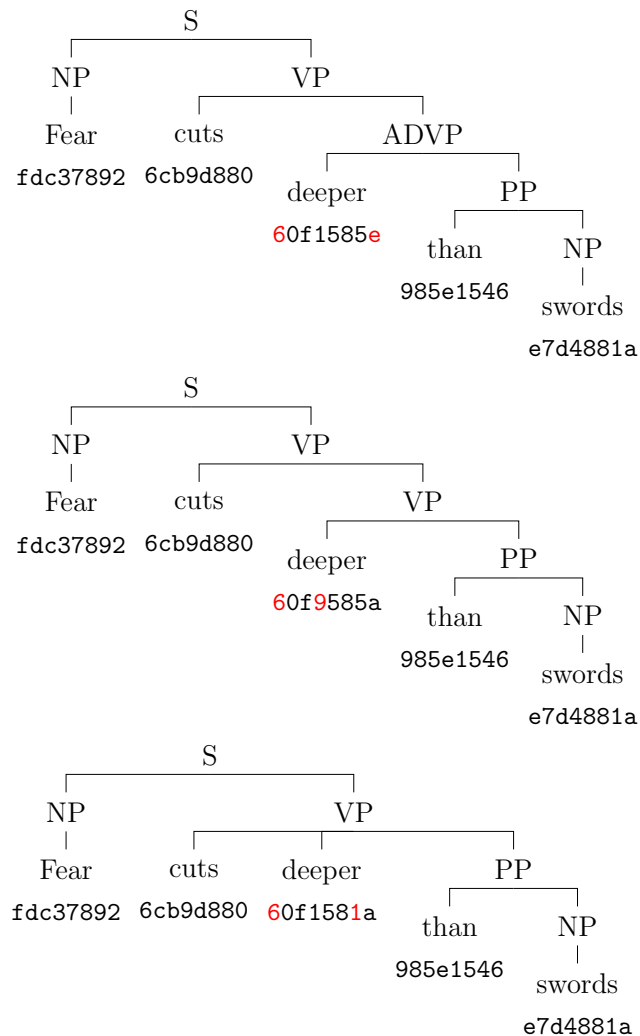 S
NP VP
Fear cuts ADVP
fdc37892 6cb9d880 deeper PP
60f1585e than NP
985e1546 swords
e7d4881a
S
NP VP
Fear cuts VP
fdc37892 6cb9d880 deeper PP
60f9585a than NP
985e1546 swords
e7d4881a
S
NP VP
Fear cuts deeper PP
fdc37892 6cb9d880 60f1581a than NP
985e1546 swords
e7d4881a